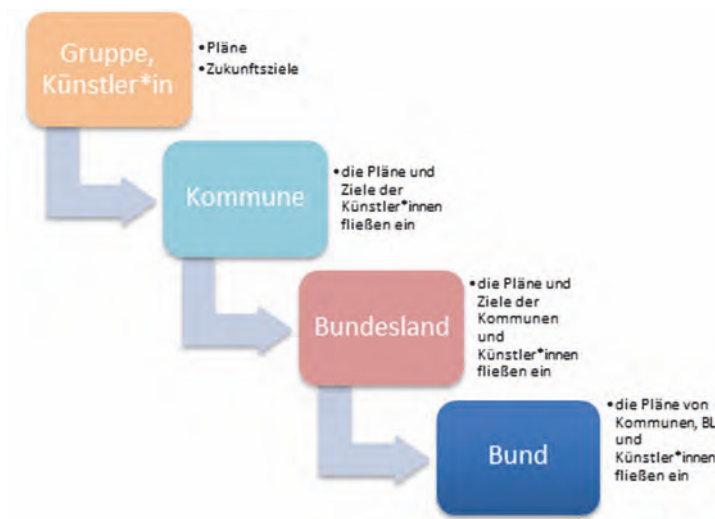 Gruppe,
Künstler*in
•Pläne
•Zukunftsziele
Kommune
•die Pläne und
Ziele der
Künstler*innen
fließen ein
Bundesland
•die Pläne und
Ziele der
Kommunen
und
Künstler*innen
fließen ein
Bund
•die Pläne von
Kommunen, BL
und
Künstler*innen
fließen ein